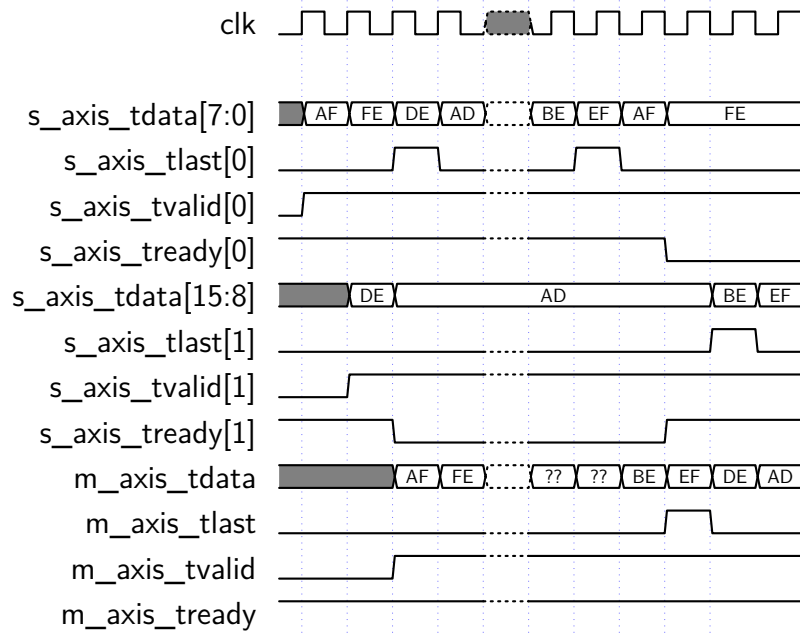 clk
s_axis_tdata[7:0] AF FE DE AD BE EF AF FE
s_axis_tlast[0]
s_axis_tvalid[0]
s_axis_tready[0]
s_axis_tdata[15:8] DE AD BE EF
s_axis_tlast[1]
s_axis_tvalid[1]
s_axis_tready[1]
m_axis_tdata AF FE ?? ?? BE EF DE AD
m_axis_tlast
m_axis_tvalid
m_axis_tready